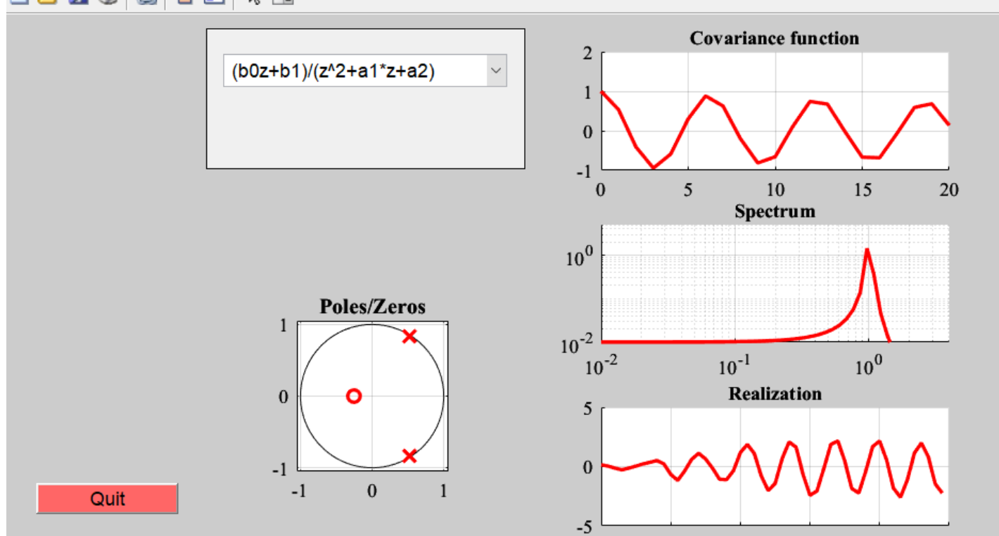 (b0z+b1)/(z^2+a1*z+a2)
Covariance function
2
1
0
-1
0 5 10 15 20
Spectrum
10^0
10^-2
10^-2 10^-1 10^0
Poles/Zeros
1
0
-1
-1 0 1
Realization
5
0
-5
Quit